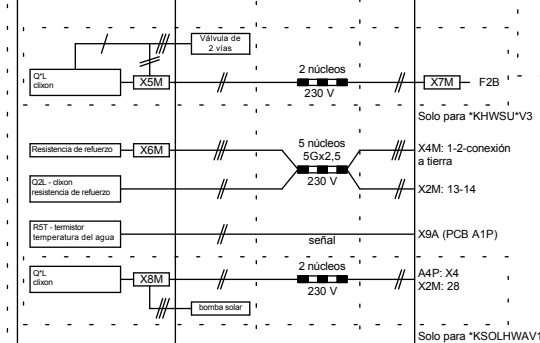 Válvula de
2 vías
Q*L
clixon
X5M
2 núcleos
230 V
X7M
F2B
Solo para *KHWSU*V3
Resistencia de refuerzo
X6M
5 núcleos
5Gx2,5
230 V
X4M: 1-2-conexión
a tierra
Q2L - clixon
resistencia de refuerzo
X2M: 13-14
R5T - termistor
temperatura del agua
señal
X9A (PCB A1P)
Q*L
clixon
X8M
2 núcleos
230 V
A4P: X4
X2M: 28
bomba solar
Solo para *KSOLHWAV1